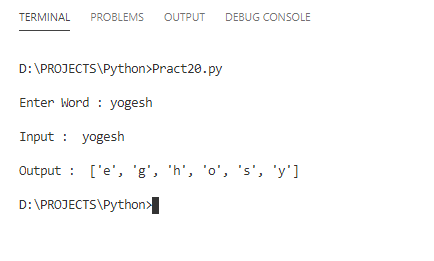 TERMINAL PROBLEMS OUTPUT DEBUG CONSOLE
D:\PROJECTS\Python>Pract20.py
Enter Word : yogesh
Input :  yogesh
Output :  ['e', 'g', 'h', 'o', 's', 'y']
D:\PROJECTS\Python>